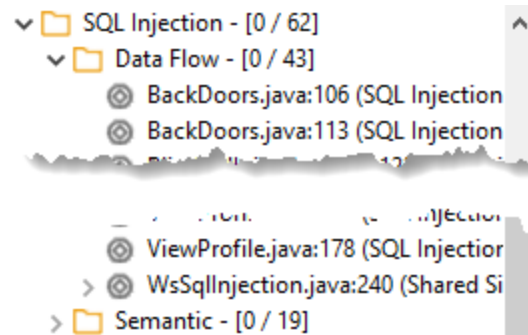 SQL Injection - [0 / 62]
Data Flow - [0 / 43]
BackDoors.java:106 (SQL Injection
BackDoors.java:113 (SQL Injection
ViewProfile.java:178 (SQL Injection
WsSqlInjection.java:240 (Shared Si
Semantic - [0 / 19]